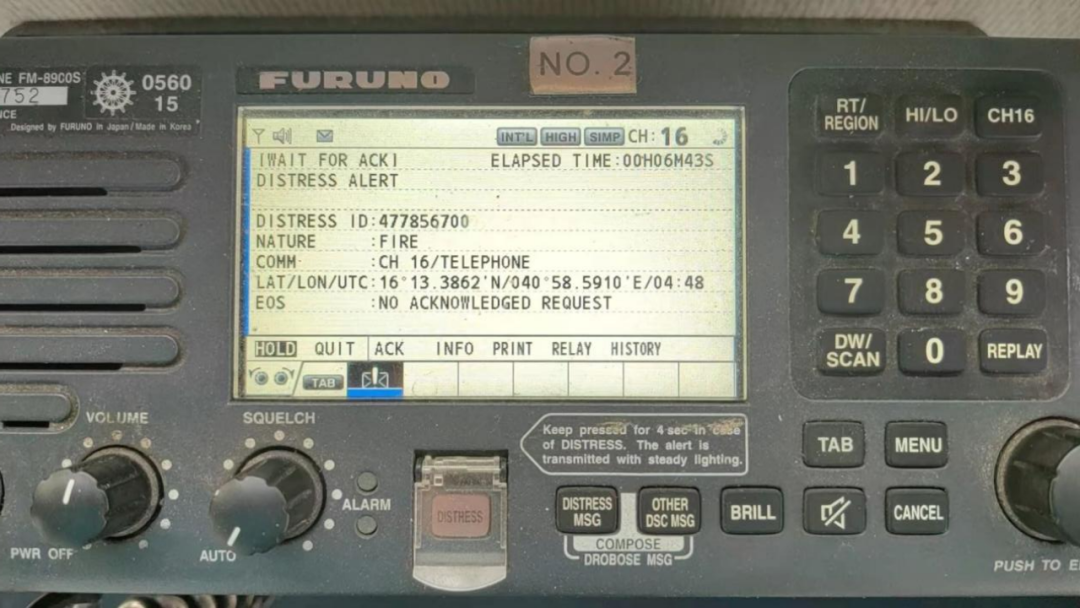 NO. 2
NE FM-8900S
752
0560
15
Designed by FURUNO In Japan/Made In Korea
FURUNO
INT'L HIGH SIMP CH:16
[WAIT FOR ACK] ELAPSED TIME:00H06M43S
DISTRESS ALERT
DISTRESS ID:477856700
NATURE :FIRE
COMM :CH 16/TELEPHONE
LAT/LON/UTC:16°13.3862'N/040°58.5910'E/04:48
EOS :NO ACKNOWLEDGED REQUEST
HOLD QUIT ACK INFO PRINT RELAY HISTORY
TAB
RT/
REGION
HI/LO
CH16
1 2 3
4 5 6
7 8 9
DW/
SCAN
0
REPLAY
VOLUME
PWR OFF
SQUELCH
AUTO
ALARM
DISTRESS
Keep pressed for 4 sec in case
of DISTRESS. The alert is
transmitted with steady lighting.
TAB
MENU
DISTRESS
MSG
OTHER
DSC MSG
BRILL
CANCEL
COMPOSE
DROBOSE MSG
PUSH TO E